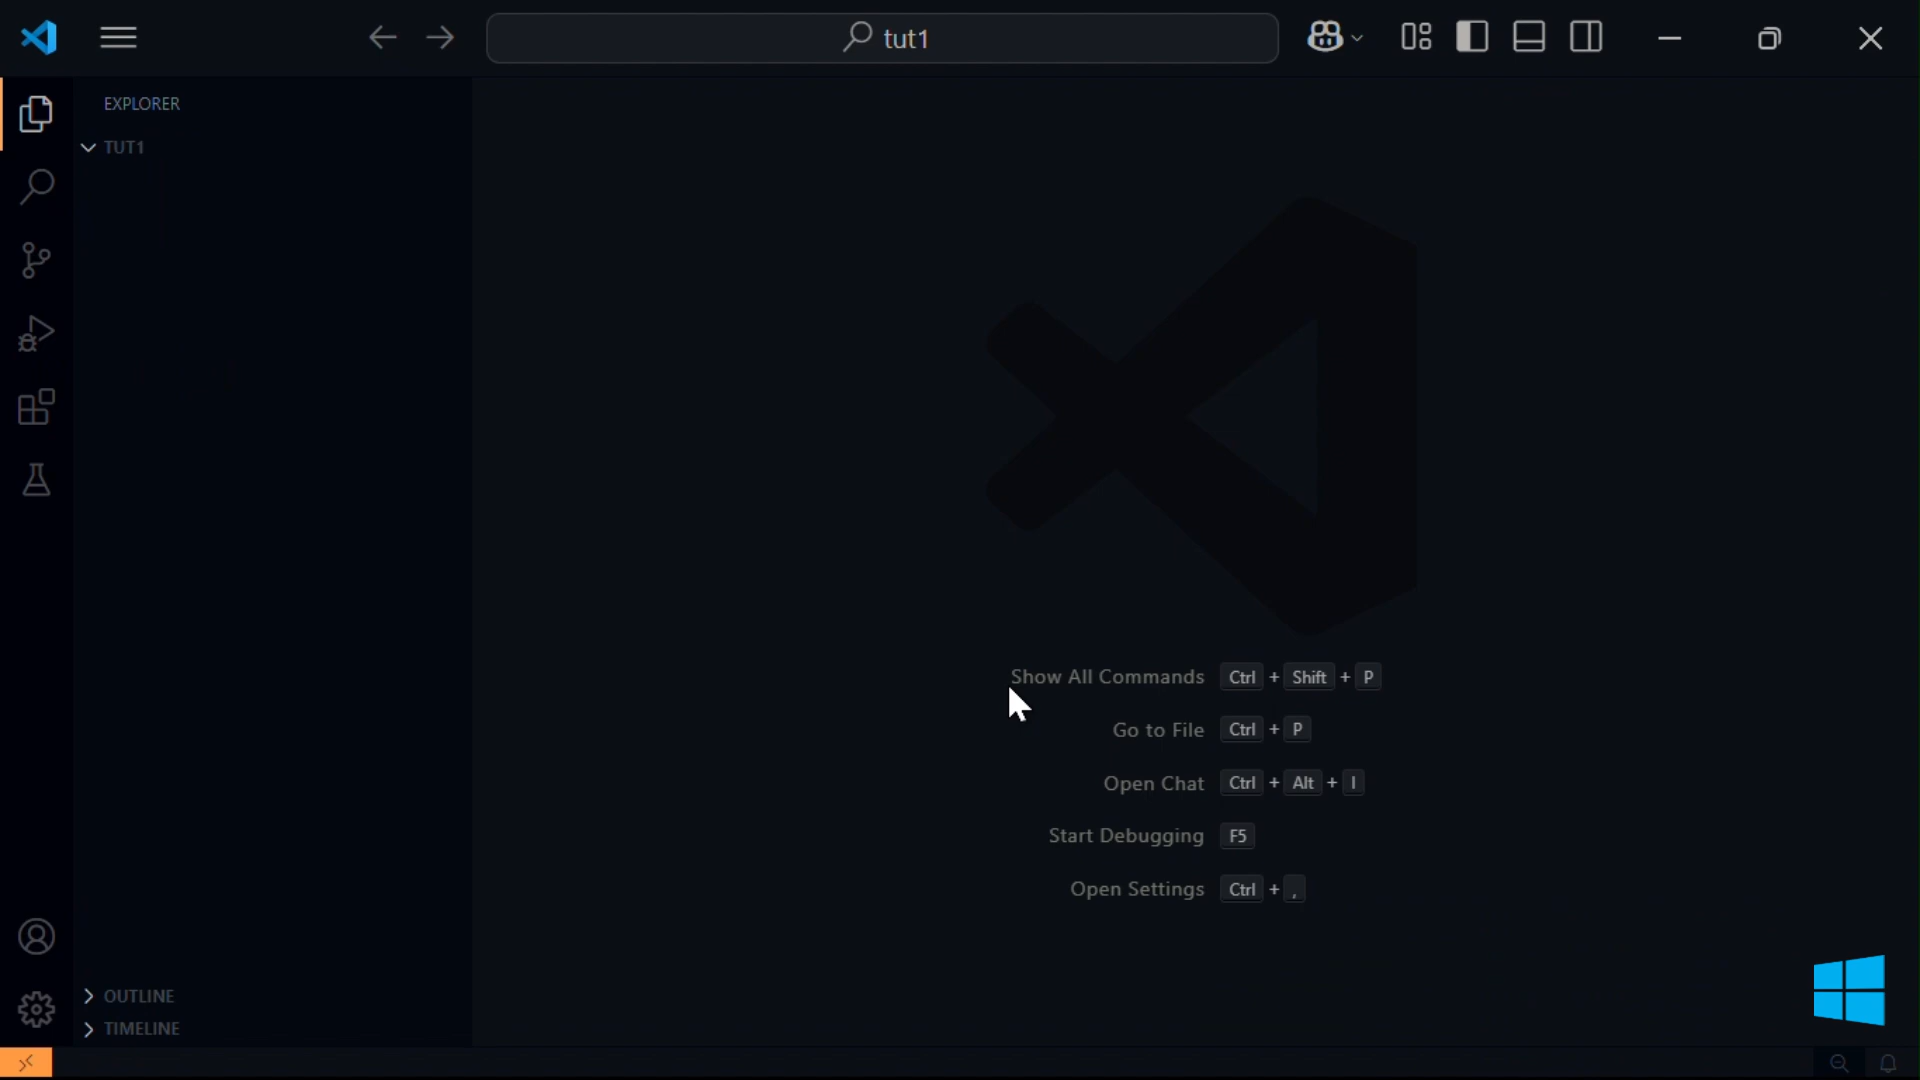 tut1
EXPLORER
TUT1
Show All Commands Ctrl + Shift + P
Go to File Ctrl + P
Open Chat Ctrl + Alt + I
Start Debugging F5
Open Settings Ctrl + ,
OUTLINE
TIMELINE